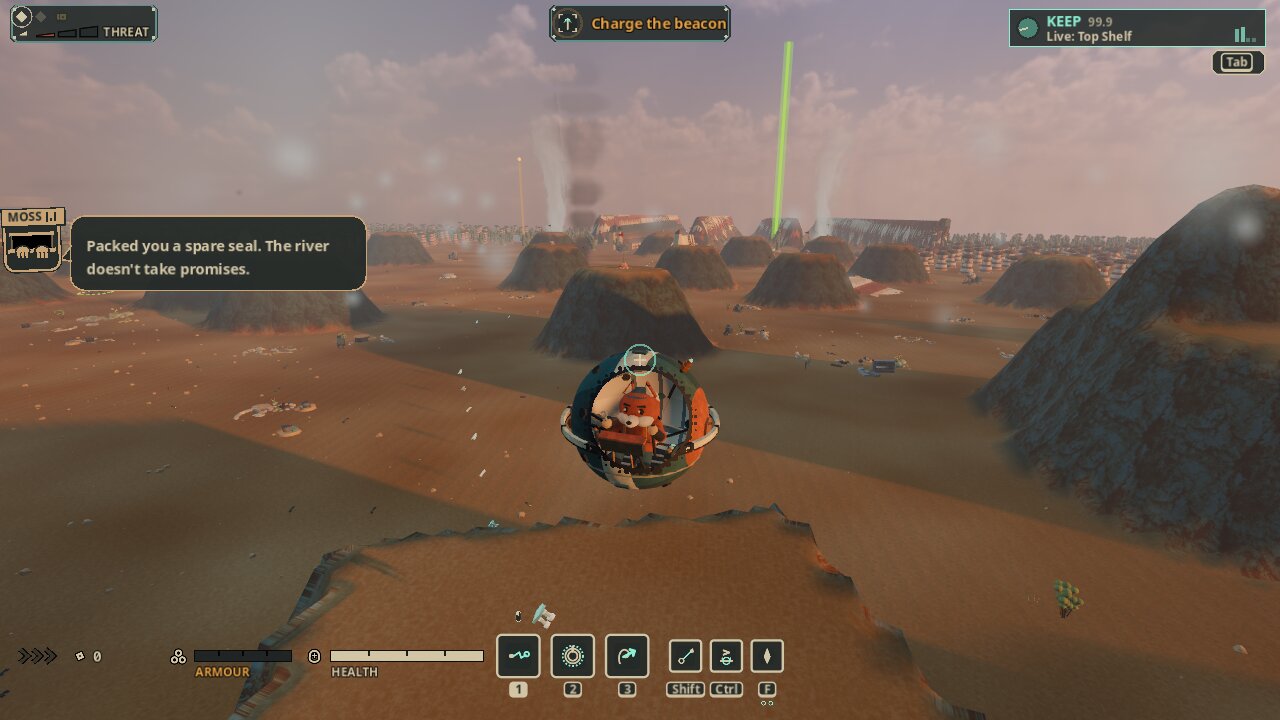 THREAT
Charge the beacon
KEEP 99.9
Live: Top Shelf
Tab
MOSS I.I
Packed you a spare seal. The river
doesn't take promises.
0
ARMOUR
HEALTH
1
2
3
Shift
Ctrl
F